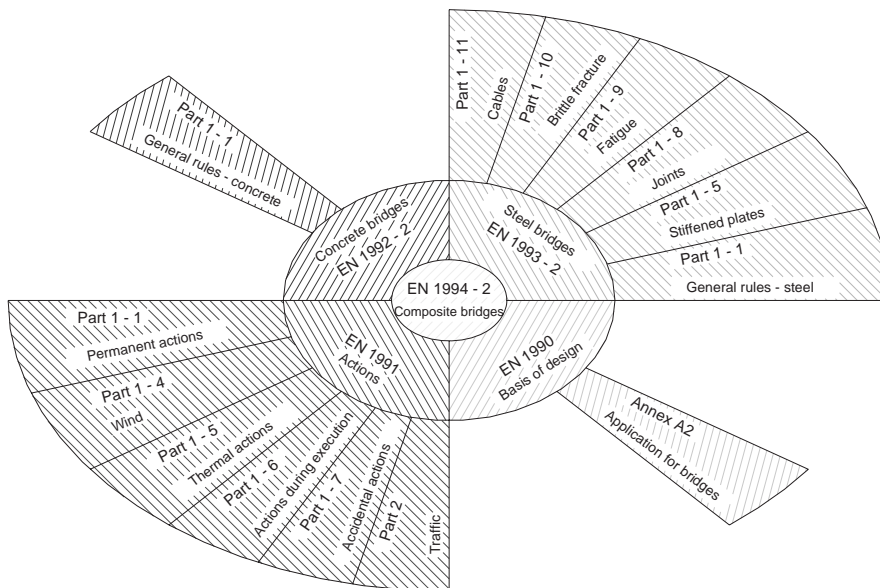 Part 1 - 11
Cables
Part 1 - 10
Brittle fracture
Part 1 - 9
Fatigue
Part 1 - 8
Joints
Part 1 - 5
Stiffened plates
Part 1 - 1
General rules - steel
Part 1 - 1
General rules - concrete
Concrete bridges
EN 1992 - 2
Steel bridges
EN 1993 - 2
EN 1994 - 2
Composite bridges
EN 1991
Actions
EN 1990
Basis of design
Part 1 - 1
Permanent actions
Part 1 - 4
Wind
Part 1 - 5
Thermal actions
Part 1 - 6
Actions during execution
Part 1 - 7
Accidental actions
Part 2
Traffic
Annex A2
Application for bridges